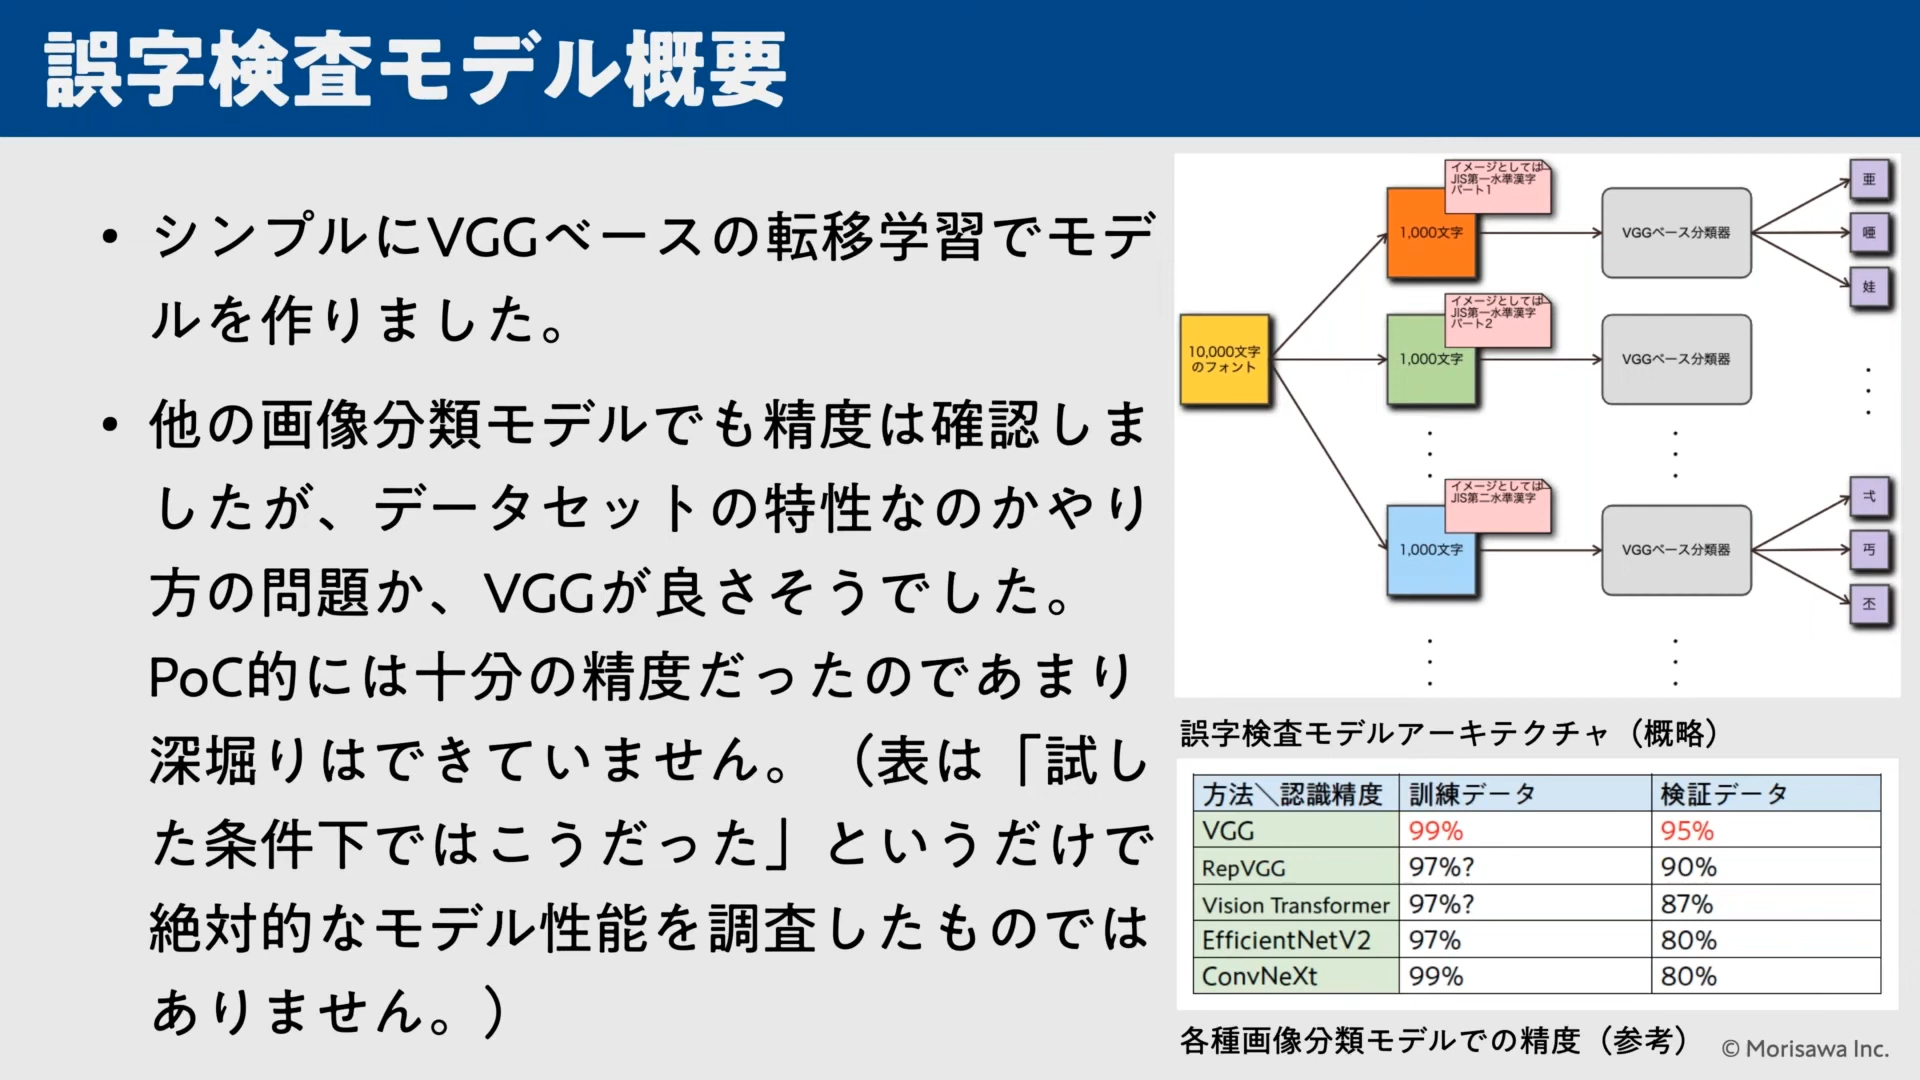 誤字検査モデル概要
• シンプルにVGGベースの転移学習でモデ
ルを作りました。
• 他の画像分類モデルでも精度は確認しま
したが、データセットの特性なのかやり
方の問題か、VGGが良さそうでした。
PoC的には十分の精度だったのであまり
深堀りはできていません。（表は「試し
た条件下ではこうだった」というだけで
絶対的なモデル性能を調査したものでは
ありません。）
10,000文字
のフォント
イメージとしては
JIS第一水準漢字
パート1
1,000文字
VGGベース分類器
亜
唖
娃
イメージとしては
JIS第一水準漢字
パート2
1,000文字
VGGベース分類器
イメージとしては
JIS第二水準漢字
1,000文字
VGGベース分類器
弌
丐
丕
誤字検査モデルアーキテクチャ（概略）
方法＼認識精度 訓練データ 検証データ
VGG 99% 95%
RepVGG 97%? 90%
Vision Transformer 97%? 87%
EfficientNetV2 97% 80%
ConvNeXt 99% 80%
各種画像分類モデルでの精度（参考）
© Morisawa Inc.